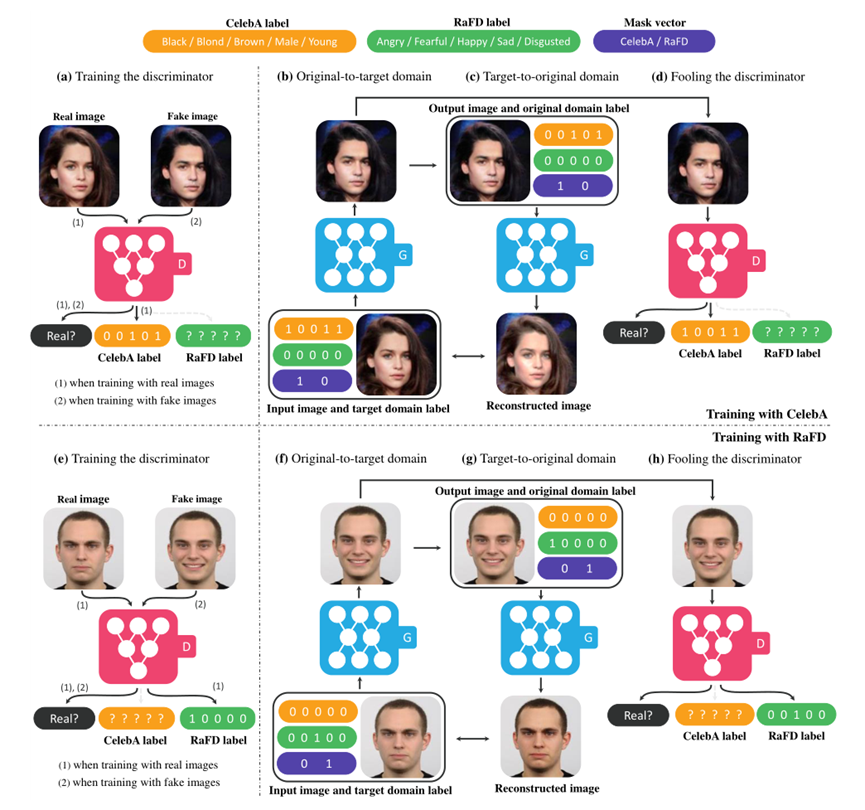 CelebA label
RaFD label
Mask vector
Black / Blond / Brown / Male / Young
Angry / Fearful / Happy / Sad / Disgusted
CelebA / RaFD
(a) Training the discriminator
(b) Original-to-target domain
(c) Target-to-original domain
(d) Fooling the discriminator
Real image
Fake image
(1)
(2)
D
(1), (2)
(1)
Real?
0 0 1 0 1
? ? ? ? ?
CelebA label
RaFD label
(1) when training with real images
(2) when training with fake images
G
1 0 0 1 1
0 0 0 0 0
1 0
Input image and target domain label
Output image and original domain label
0 0 1 0 1
0 0 0 0 0
1 0
G
Reconstructed image
D
Real?
1 0 0 1 1
? ? ? ? ?
CelebA label
RaFD label
Training with CelebA
Training with RaFD
(e) Training the discriminator
(f) Original-to-target domain
(g) Target-to-original domain
(h) Fooling the discriminator
Real image
Fake image
(1)
(2)
D
(1), (2)
(1)
Real?
? ? ? ? ?
1 0 0 0 0
CelebA label
RaFD label
(1) when training with real images
(2) when training with fake images
G
0 0 0 0 0
0 0 1 0 0
0 1
Input image and target domain label
Output image and original domain label
0 0 0 0 0
1 0 0 0 0
0 1
G
Reconstructed image
D
Real?
? ? ? ? ?
0 0 1 0 0
CelebA label
RaFD label